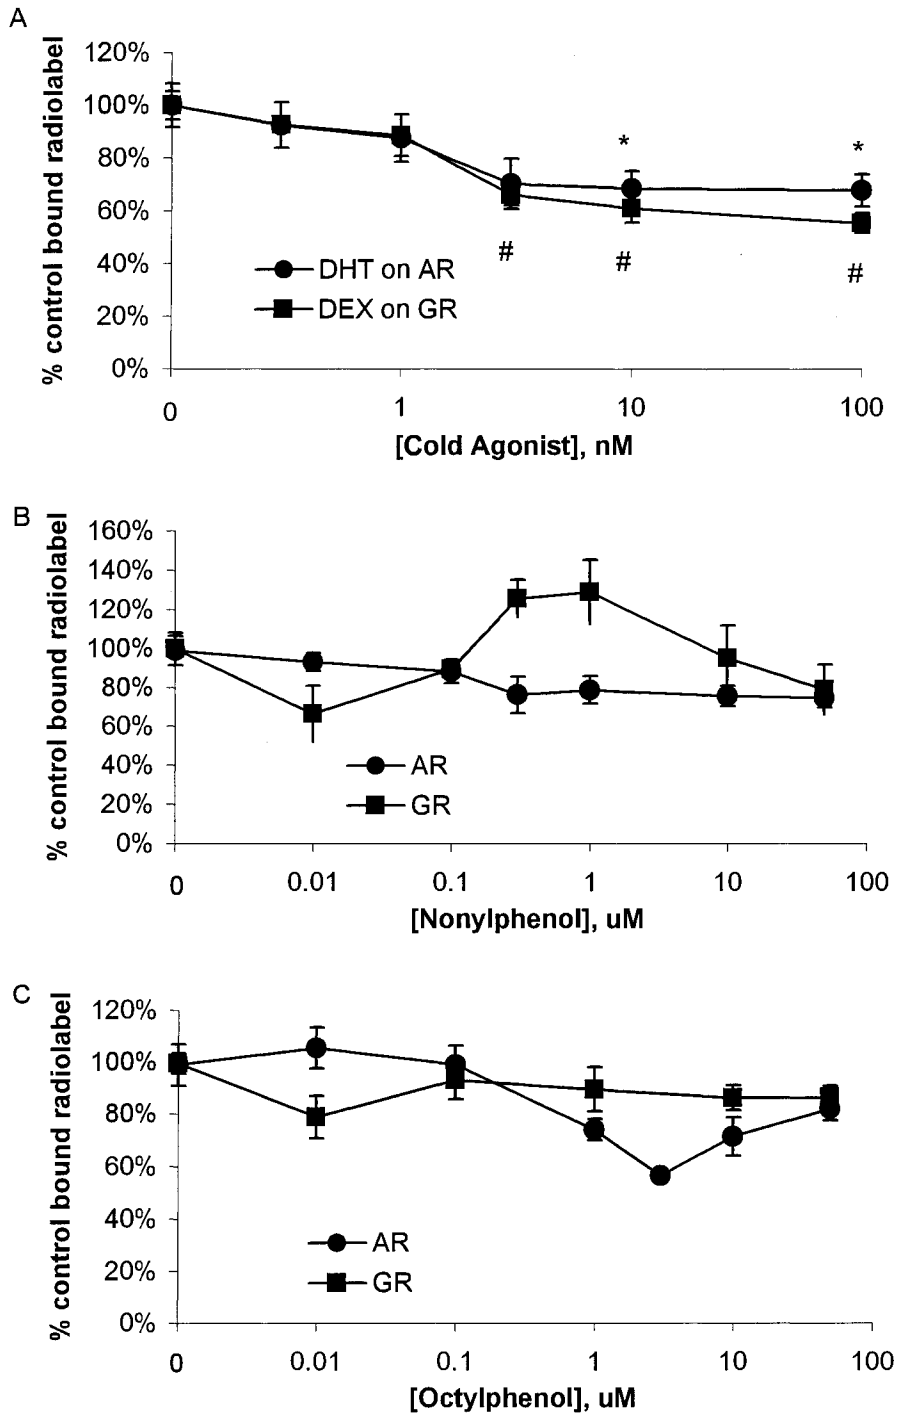 A
% control bound radiolabel
120%
100%
80%
60%
40%
20%
0%
*
*
#
#
#
DHT on AR
DEX on GR
0
1
10
100
[Cold Agonist], nM
B
% control bound radiolabel
160%
140%
120%
100%
80%
60%
40%
20%
0%
AR
GR
0
0.01
0.1
1
10
100
[Nonylphenol], uM
C
% control bound radiolabel
120%
100%
80%
60%
40%
20%
0%
AR
GR
0
0.01
0.1
1
10
100
[Octylphenol], uM